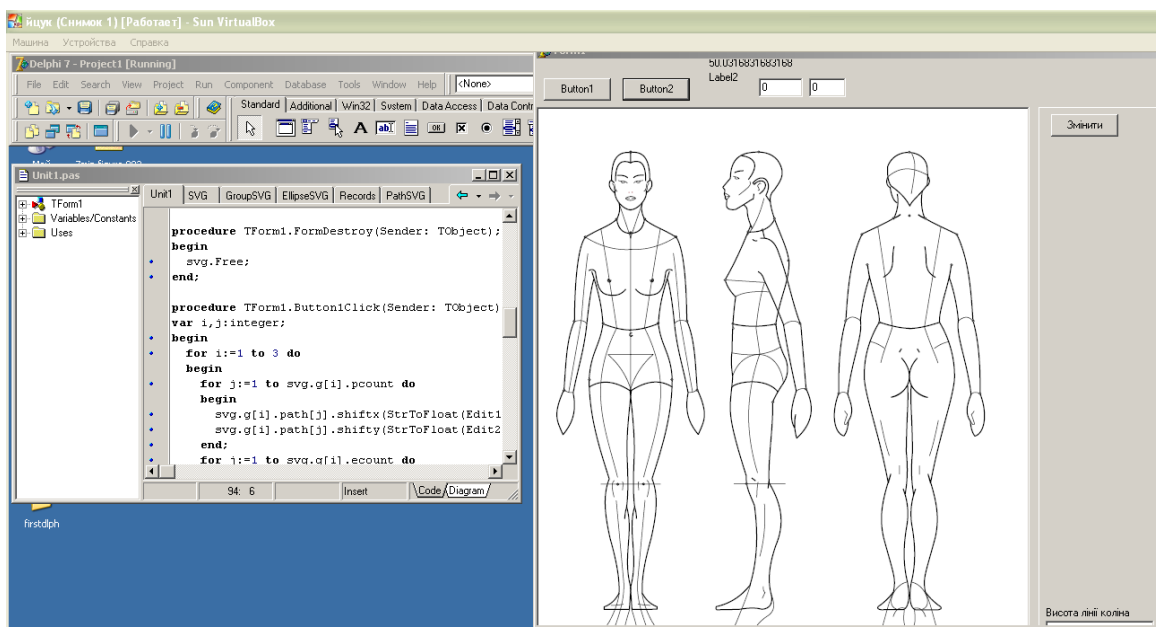 йцук (Снимок 1) [Работает] - Sun VirtualBox
Машина Устройства Справка
Delphi 7 - Project1 [Running]
File Edit Search View Project Run Component Database Tools Window Help <None>
Standard Additional Win32 System Data Access Data Contr
Unit1.pas
TForm1
Variables/Constants
Uses
Unit1 SVG GroupSVG EllipseSVG Records PathSVG
procedure TForm1.FormDestroy(Sender: TObject);
begin
svg.Free;
end;
procedure TForm1.Button1Click(Sender: TObject)
var i,j:integer;
begin
for i:=1 to 3 do
begin
for j:=1 to svg.g[i].pcount do
begin
svg.g[i].path[j].shiftx(StrToFloat(Edit1
svg.g[i].path[j].shifty(StrToFloat(Edit2
end;
for j:=1 to svg.g[i].ecount do
94: 6 Insert Code Diagram
firstdlph
50,0316831683168
Label2
Button1 Button2 0 0
Змінити
Висота лінії коліна